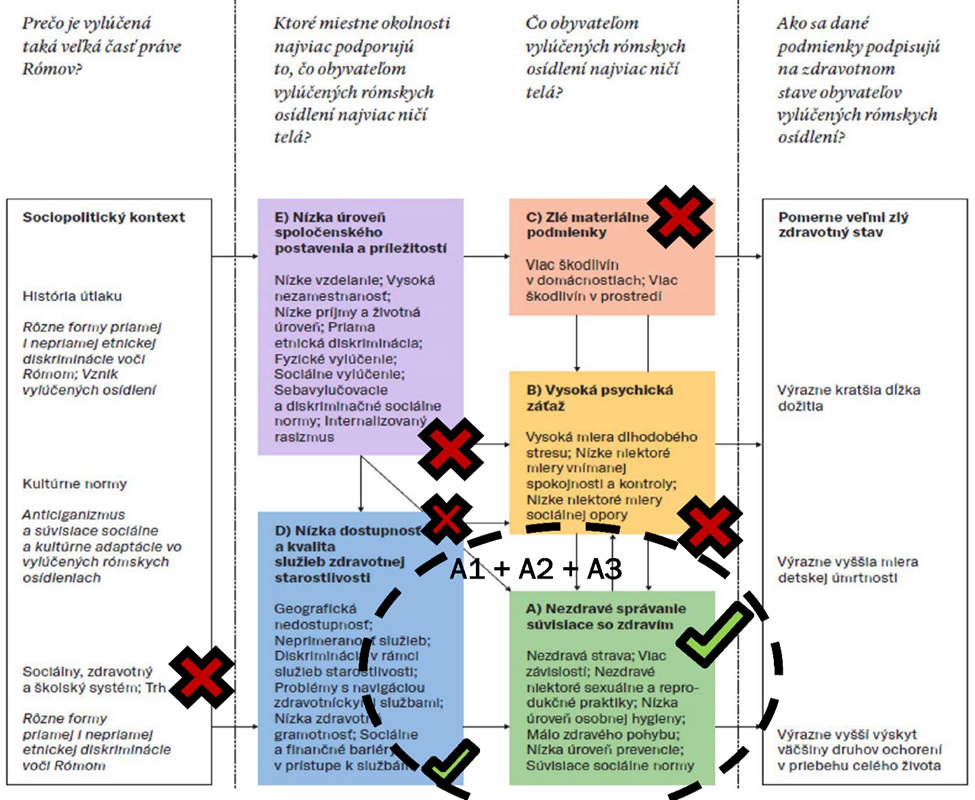 Prečo je vylúčená
taká veľká časť práve
Rómov?
Ktoré miestne okolnosti
najviac podporujú
to, čo obyvateľom
vylúčených rómskych
osídlení najviac ničí
telá?
Čo obyvateľom
vylúčených rómskych
osídlení najviac ničí
telá?
Ako sa dané
podmienky podpisujú
na zdravotnom
stave obyvateľov
vylúčených rómskych
osídlení?
Sociopolitický kontext
História útlaku
Rôzne formy priamej
i nepriamej etnickej
diskriminácie voči
Rómom; Vznik
vylúčených osídlení
Kultúrne normy
Anticiganizmus
a súvisiace sociálne
a kultúrne adaptácie vo
vylúčených rómskych
osídleniach
Sociálny, zdravotný
a školský systém; Trh
Rôzne formy
priamej i nepriamej
etnickej diskriminácie
voči Rómom
E) Nízka úroveň
spoločenského
postavenia a príležitostí
Nízke vzdelanie; Vysoká
nezamestnanosť;
Nízke príjmy a životná
úroveň; Priama
etnická diskriminácia;
Fyzické vylúčenie;
Sociálne vylúčenie;
Sebavylučovacie
a diskriminačné sociálne
normy; Internalizovaný
rasizmus
D) Nízka dostupnosť
a kvalita
služieb zdravotnej
starostlivosti
Geografická
nedostupnosť;
Neprimeranosť služieb;
Diskriminácia v rámci
služieb starostlivosti;
Problémy s navigáciou
zdravotníckymi službami;
Nízka zdravotná
gramotnosť; Sociálne
a finančné bariéry
v prístupe k službám
C) Zlé materiálne
podmienky
Viac škodlivín
v domácnostiach; Viac
škodlivín v prostredí
B) Vysoká psychická
záťaž
Vysoká miera dlhodobého
stresu; Nízke niektoré
miery vnímanej
spokojnosti a kontroly;
Nízke niektoré miery
sociálnej opory
A1 + A2 + A3
A) Nezdravé správanie
súvisiace so zdravím
Nezdravá strava; Viac
závislostí; Nezdravé
niektoré sexuálne a repro-
dukčné praktiky; Nízka
úroveň osobnej hygieny;
Málo zdravého pohybu;
Nízka úroveň prevencie;
Súvisiace sociálne normy
Pomerne veľmi zlý
zdravotný stav
Výrazne kratšia dĺžka
dožitia
Výrazne vyššia miera
detskej úmrtnosti
Výrazne vyšší výskyt
väčšiny druhov ochorení
v priebehu celého života